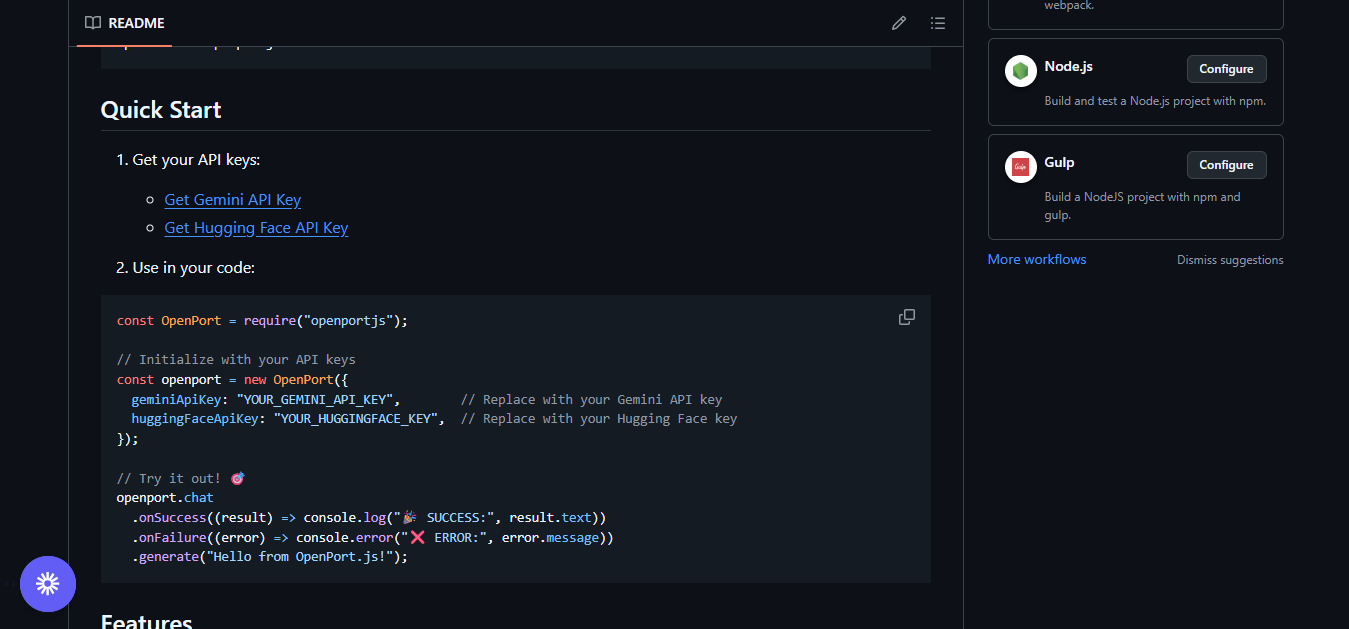 README
Quick Start
1. Get your API keys:
Get Gemini API Key
Get Hugging Face API Key
2. Use in your code:
const OpenPort = require("openportjs");
// Initialize with your API keys
const openport = new OpenPort({
geminiApiKey: "YOUR_GEMINI_API_KEY", // Replace with your Gemini API key
huggingFaceApiKey: "YOUR_HUGGINGFACE_KEY", // Replace with your Hugging Face key
});
// Try it out! 🎯
openport.chat
.onSuccess((result) => console.log("🎉 SUCCESS:", result.text))
.onFailure((error) => console.error("❌ ERROR:", error.message))
.generate("Hello from OpenPort.js!");
Features
webpack.
Node.js
Configure
Build and test a Node.js project with npm.
Gulp
Configure
Build a NodeJS project with npm and
gulp.
More workflows
Dismiss suggestions